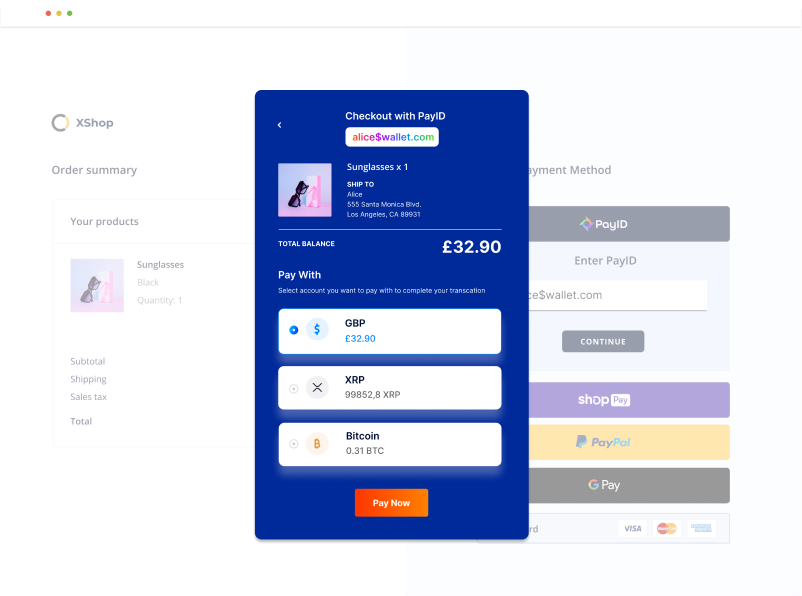 XShop
Order summary
Your products
Sunglasses
Black
Quantity: 1
Subtotal
Shipping
Sales tax
Total
Checkout with PayID
alice$wallet.com
Sunglasses x 1
SHIP TO
Alice
555 Santa Monica Blvd.
Los Angeles, CA 89931
TOTAL BALANCE
£32.90
Pay With
Select account you want to pay with to complete your transcation
$
GBP
£32.90
XRP
99852,8 XRP
Bitcoin
0.31 BTC
Pay Now
Method
PayID
Enter PayID
$wallet.com
CONTINUE
shop Pay
PayPal
G Pay
VISA